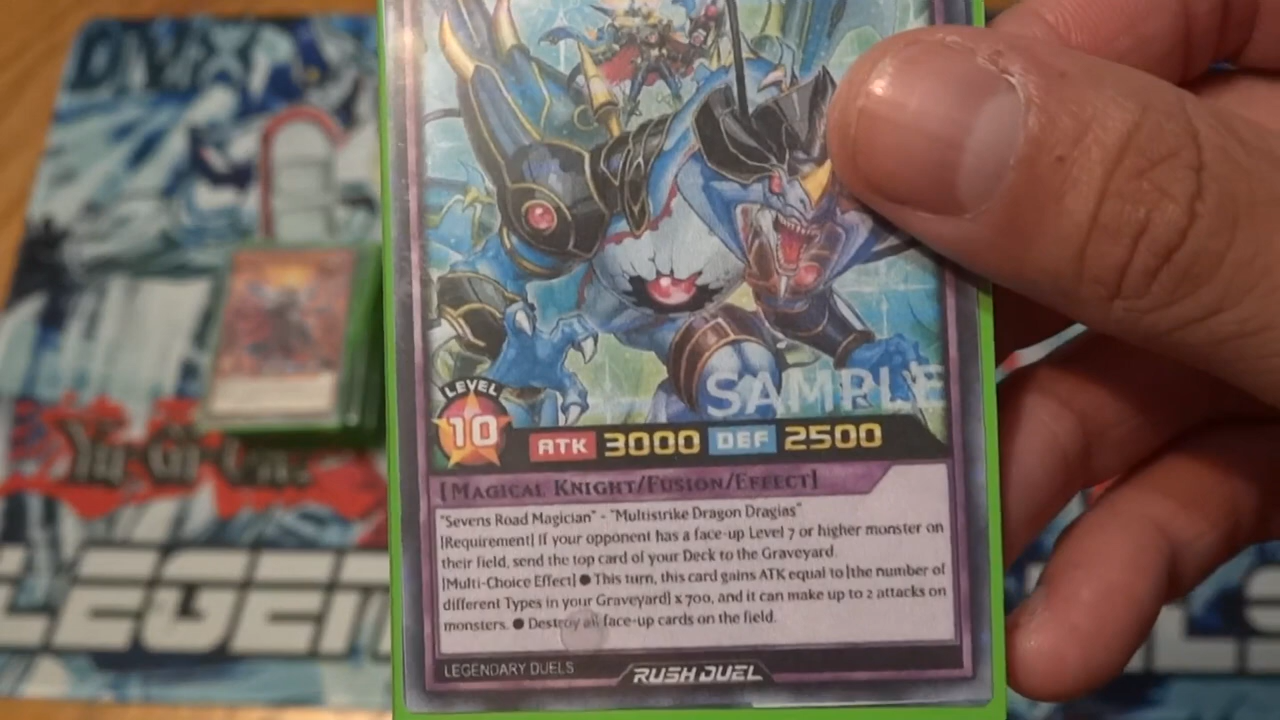 SAMPLE
LEVEL
10
ATK 3000 DEF 2500
[MAGICAL KNIGHT/FUSION/EFFECT]
"Sevens Road Magician" - "Multistrike Dragon Dragias"
[Requirement] If your opponent has a face-up Level 7 or higher monster on
their field, send the top card of your Deck to the Graveyard.
[Multi-Choice Effect] ● This turn, this card gains ATK equal to [the number of
different Types in your Graveyard] x 700, and it can make up to 2 attacks on
monsters. ● Destroy all face-up cards on the field.
LEGENDARY DUELS
RUSH DUEL
Yu-Gi-Oh!
LEGEN